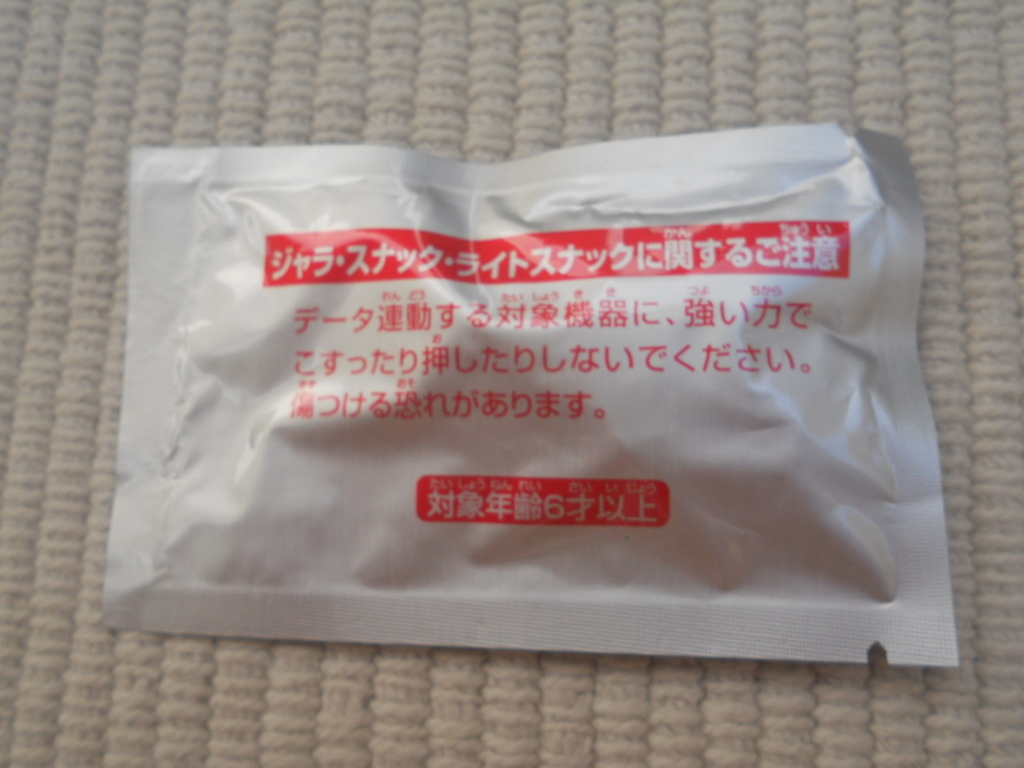 ジャラ・スナック・ライトスナックに関するご注意
データ連動する対象機器に、強い力で
こすったり押したりしないでください。
傷つける恐れがあります。
対象年齢6才以上